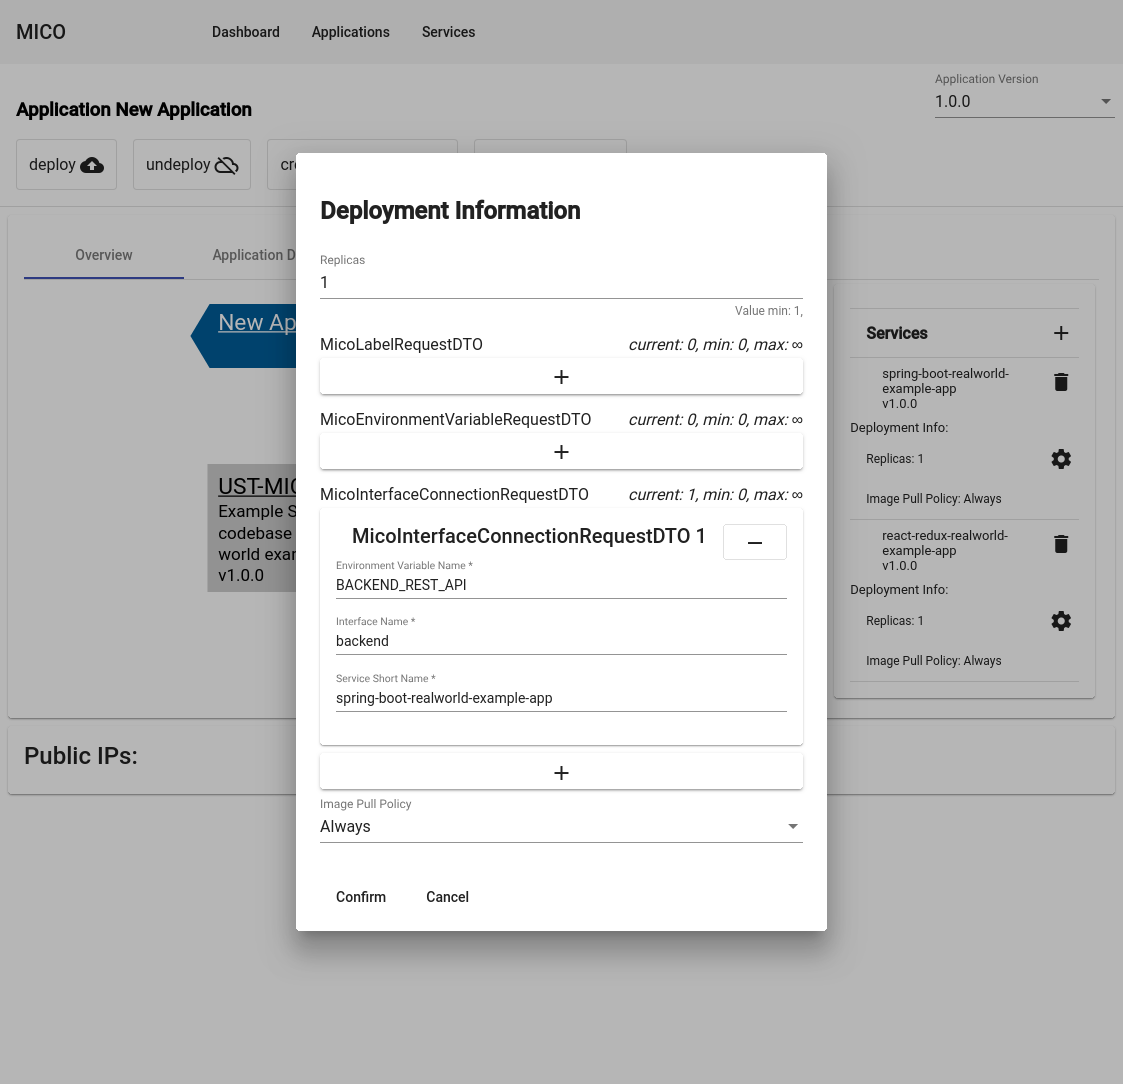 MICO
Dashboard
Applications
Services
Application New Application
Application Version
1.0.0
deploy
undeploy
Overview
Application D
New Ap
UST-MIC
Example S
codebase
world exar
v1.0.0
Deployment Information
Replicas
1
Value min: 1,
MicoLabelRequestDTO current: 0, min: 0, max: ∞
+
MicoEnvironmentVariableRequestDTO current: 0, min: 0, max: ∞
+
MicoInterfaceConnectionRequestDTO current: 1, min: 0, max: ∞
MicoInterfaceConnectionRequestDTO 1
Environment Variable Name *
BACKEND_REST_API
Interface Name *
backend
Service Short Name *
spring-boot-realworld-example-app
+
Image Pull Policy
Always
Confirm
Cancel
Services +
spring-boot-realworld-
example-app
v1.0.0
Deployment Info:
Replicas: 1
Image Pull Policy: Always
react-redux-realworld-
example-app
v1.0.0
Deployment Info:
Replicas: 1
Image Pull Policy: Always
Public IPs: